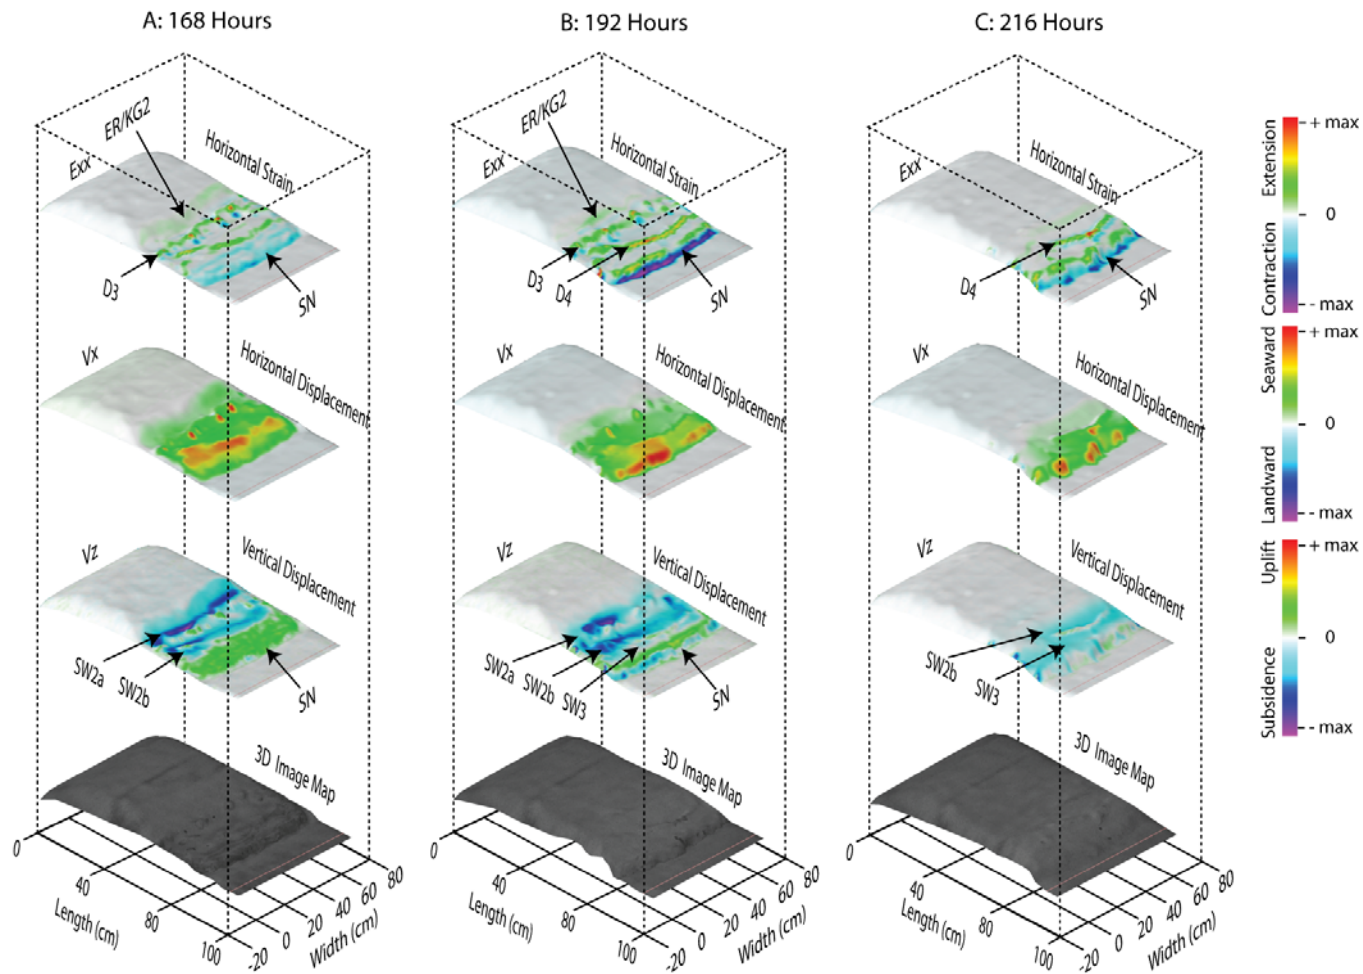 A: 168 Hours
B: 192 Hours
C: 216 Hours
ER/KG2
Exx
Horizontal Strain
D3
SN
Vx
Horizontal Displacement
Vz
Vertical Displacement
SW2a
SW2b
SN
3D Image Map
0
40
80
100
Length (cm)
-20
0
20
40
60
80
Width (cm)
ER/KG2
Exx
Horizontal Strain
D3
D4
SN
Vx
Horizontal Displacement
Vz
Vertical Displacement
SW2a
SW2b
SW3
SN
3D Image Map
0
40
80
100
Length (cm)
-20
0
20
40
60
80
Width (cm)
Exx
Horizontal Strain
D4
SN
Vx
Horizontal Displacement
Vz
Vertical Displacement
SW2b
SW3
3D Image Map
0
40
80
100
Length (cm)
-20
0
20
40
60
80
Width (cm)
Extension
Contraction
+ max
0
- max
Seaward
Landward
+ max
0
- max
Uplift
Subsidence
+ max
0
- max